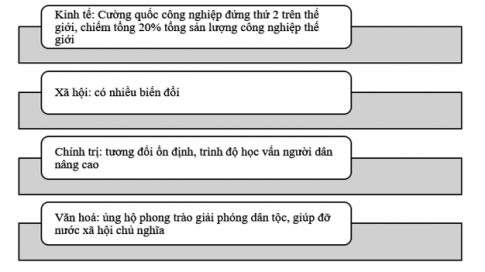 Kinh tế: Cường quốc công nghiệp đứng thứ 2 trên thế
giới, chiếm tổng 20% tổng sản lượng công nghiệp thế
giới
Xã hội: có nhiều biến đổi
Chính trị: tương đối ổn định, trình độ học vấn người dân
nâng cao
Văn hoá: ủng hộ phong trào giải phóng dân tộc, giúp đỡ
nước xã hội chủ nghĩa